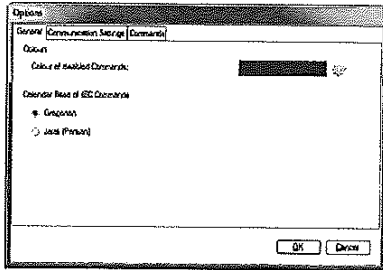 Options
General Communication Settings Commands
Colours
Colour of disabled Commands:
Calendar Base of IEC Commands
Gregorian
Jalali (Persian)
OK Cancel